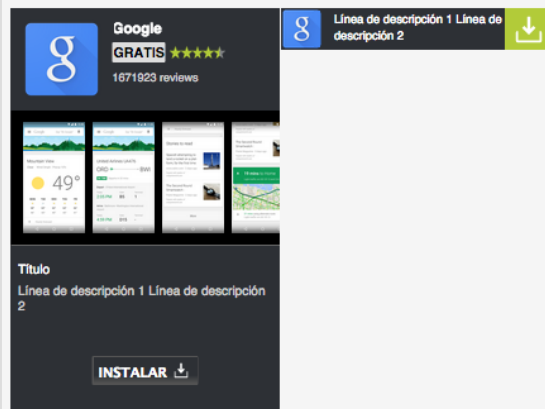 Google
GRATIS
1671923 reviews
49°
Título
Línea de descripción 1 Línea de descripción
2
INSTALAR
Línea de descripción 1 Línea de
descripción 2